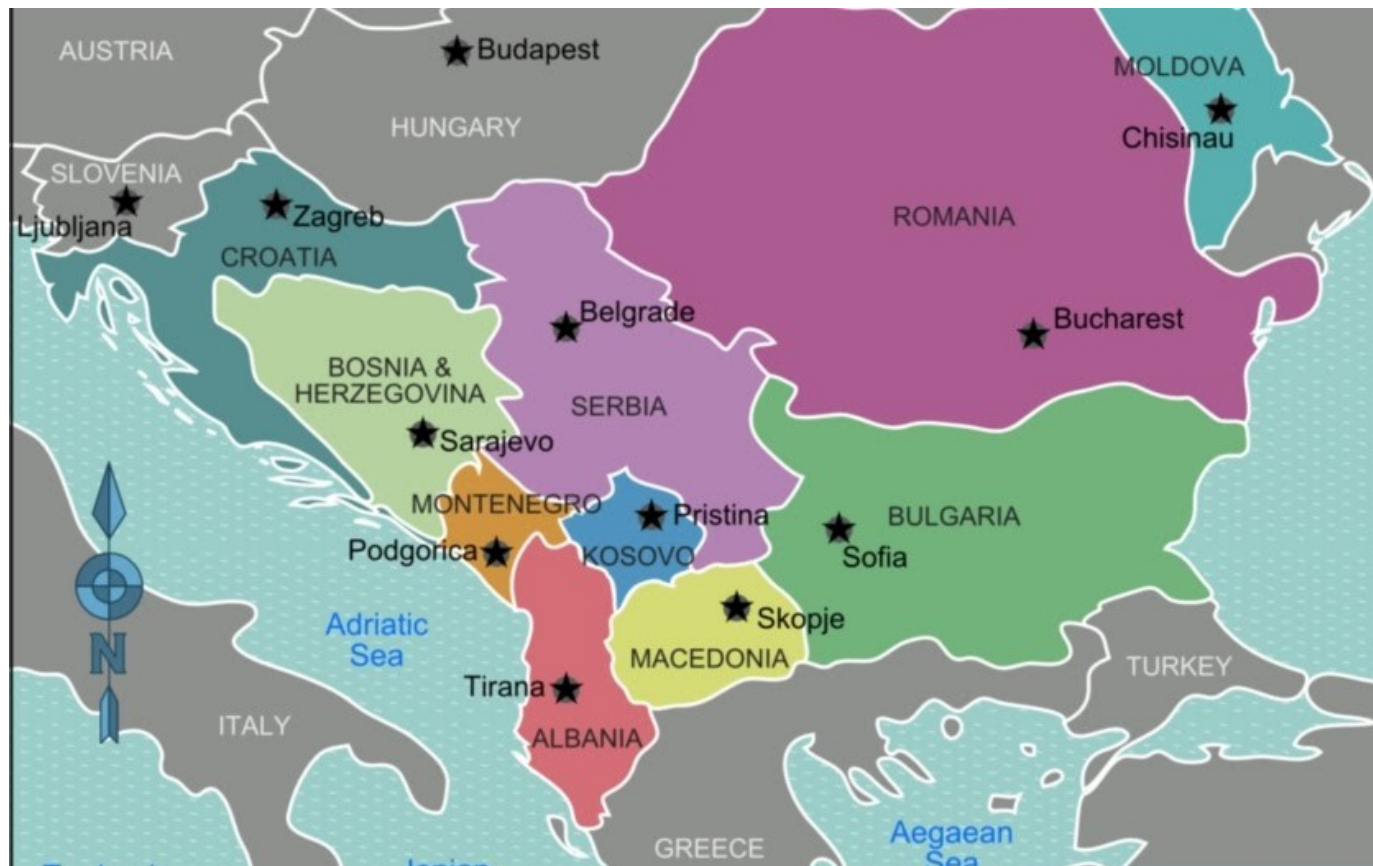 AUSTRIA
Budapest
MOLDOVA
Chisinau
HUNGARY
SLOVENIA
Ljubljana
Zagreb
CROATIA
ROMANIA
Belgrade
Bucharest
BOSNIA &
HERZEGOVINA
SERBIA
Sarajevo
MONTENEGRO
Pristina
BULGARIA
Podgorica
KOSOVO
Sofia
Adriatic
Sea
Skopje
MACEDONIA
N
TURKEY
Tirana
ITALY
ALBANIA
Aegaean
Sea
GREECE